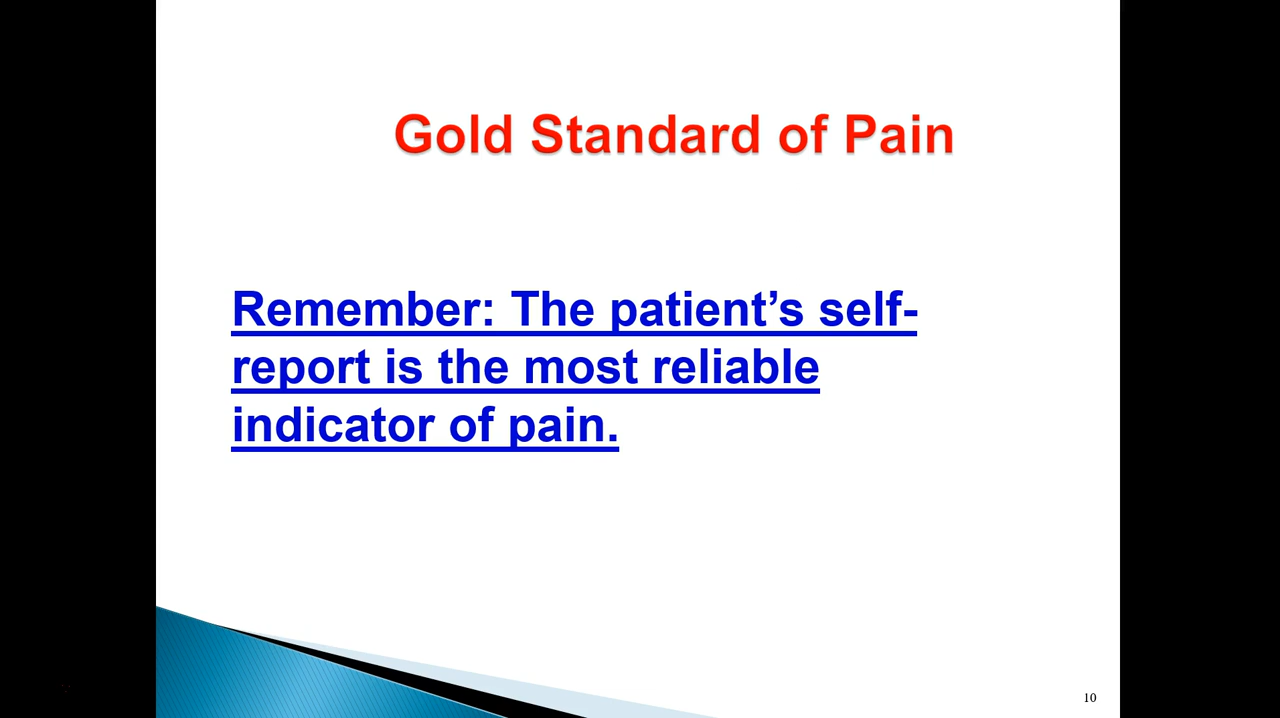 Gold Standard of Pain
Remember: The patient’s self-
report is the most reliable
indicator of pain.
10